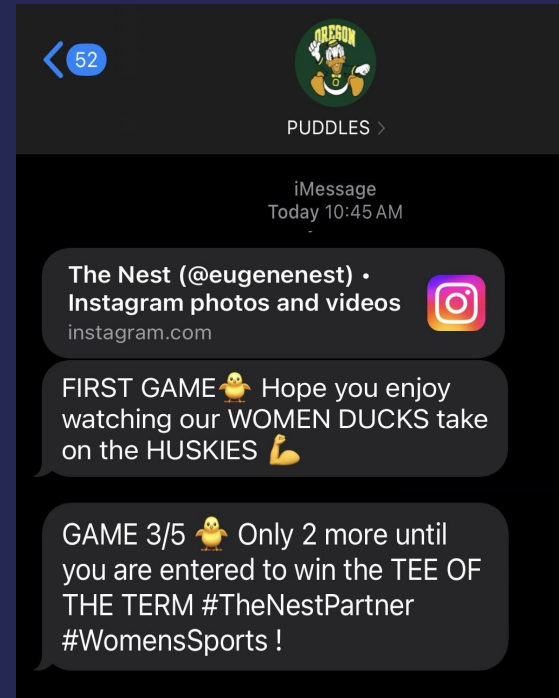 52
OREGON
PUDDLES
iMessage
Today 10:45 AM
The Nest (@eugenenest) •
Instagram photos and videos
instagram.com
FIRST GAME🐥 Hope you enjoy
watching our WOMEN DUCKS take
on the HUSKIES 💪
GAME 3/5 🐥 Only 2 more until
you are entered to win the TEE OF
THE TERM #TheNestPartner
#WomensSports !